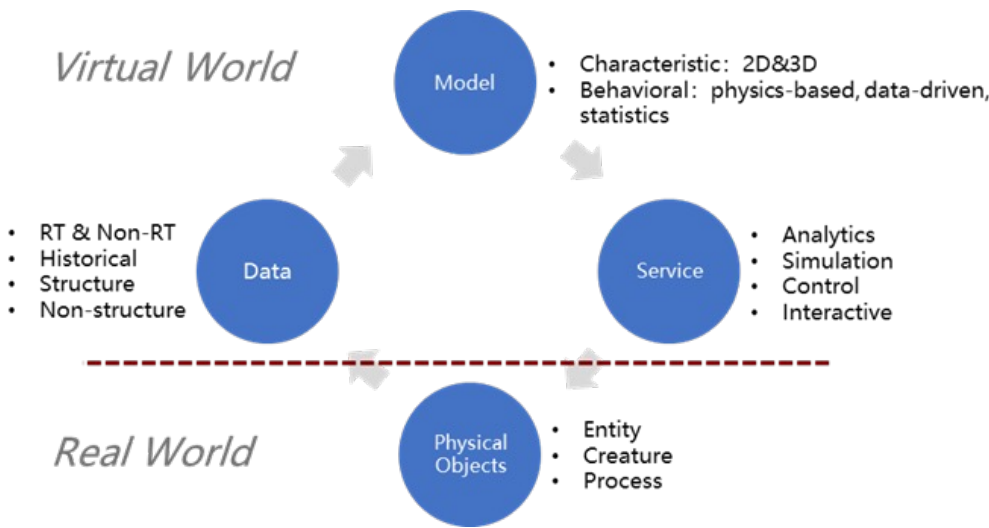 Virtual World
Model
• Characteristic: 2D&3D
• Behavioral: physics-based, data-driven,
statistics
• RT & Non-RT
• Historical
• Structure
• Non-structure
Data
Service
• Analytics
• Simulation
• Control
• Interactive
Real World
Physical
Objects
• Entity
• Creature
• Process